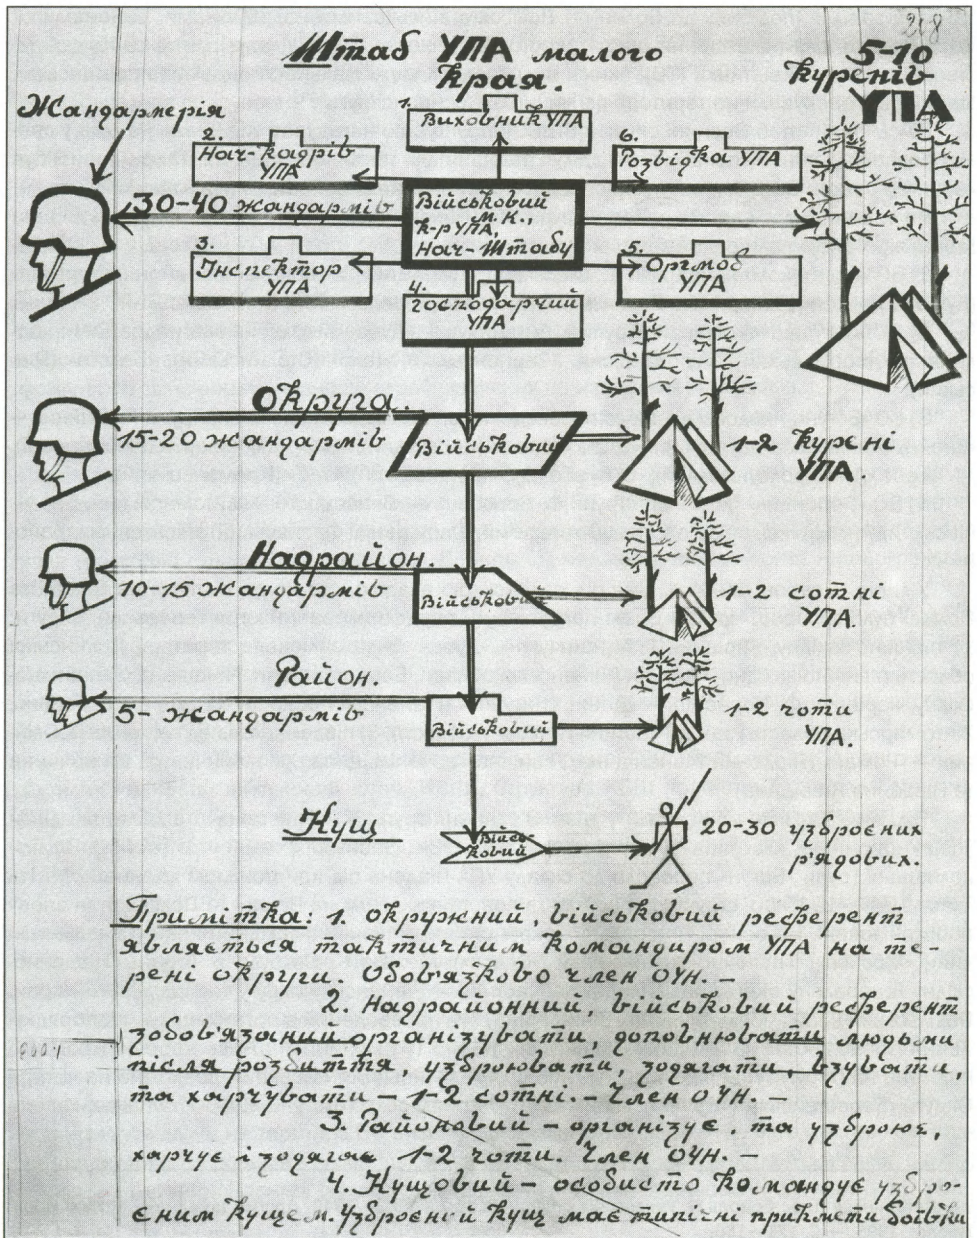 218
Штаб УПА малого
края.
5-10
куренів
УПА
Жандармерія
1.
Виховник УПА
2.
Нач-кадрів
УПА
6.
Розвідка УПА
30-40 жандармів
Військовий
м.к.,
к-р УПА,
Нач-Штабу
3.
Інспектор
УПА
5.
Оргмоб
УПА
4.
господарчий
УПА
Округа.
15-20 жандармів
Військовий
1-2 курені
УПА.
Надрайон.
10-15 жандармів
Військовий
1-2 сотні
УПА.
Район.
5- жандармів
Військовий
1-2 чоти
УПА.
Кущ
Війсь-
ковий
20-30 узброєних
р'ядових.
Примітка: 1. Окружний, військовий референт
являється тактичним командиром УПА на те-
рені округи. Обов'язково член ОУН. –
2. Надрайонний, військовий референт
зобов'язаний організувати, доповнювати людьми
після розбиття, узброювати, зодягати, взувати,
та харчувати – 1-2 сотні. – Член ОУН. –
3. Районовий – організує, та узброює,
харчує і зодягає 1-2 чоти. Член ОУН. –
4. Кущовий – особисто командує узбро-
єним кущем. Узброєний кущ має типічні прикмети боївки